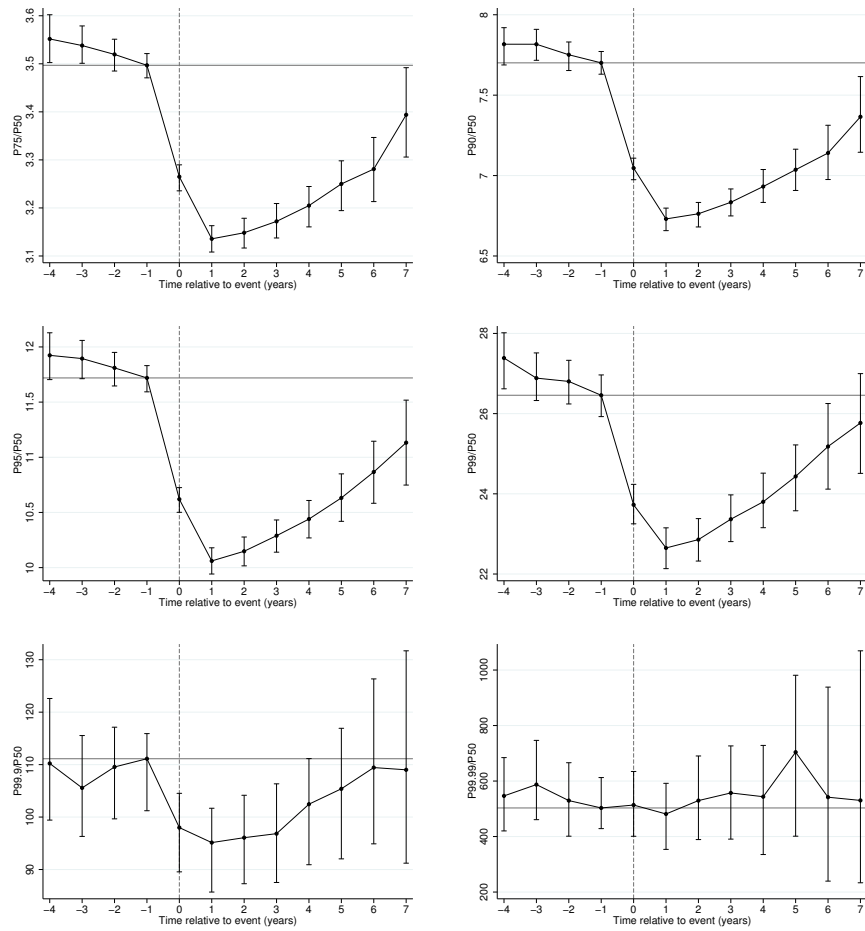 3.6
3.5
3.4
3.3
3.2
3.1
P75/P50
−4 −3 −2 −1 0 1 2 3 4 5 6 7
Time relative to event (years)
8
7.5
7
6.5
P90/P50
−4 −3 −2 −1 0 1 2 3 4 5 6 7
Time relative to event (years)
12
11.5
11
10.5
10
P95/P50
−4 −3 −2 −1 0 1 2 3 4 5 6 7
Time relative to event (years)
28
26
24
22
P99/P50
−4 −3 −2 −1 0 1 2 3 4 5 6 7
Time relative to event (years)
130
120
110
100
90
P99.9/P50
−4 −3 −2 −1 0 1 2 3 4 5 6 7
Time relative to event (years)
1000
800
600
400
200
P99.99/P50
−4 −3 −2 −1 0 1 2 3 4 5 6 7
Time relative to event (years)